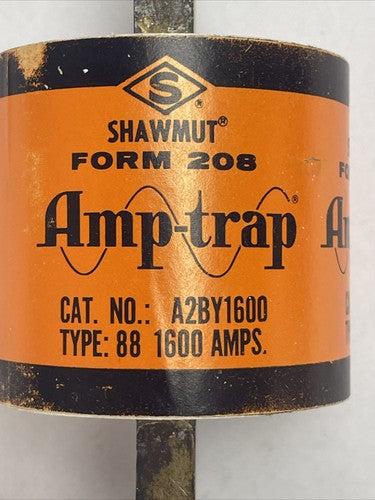 S®
SHAWMUT®
FORM 208
Amp-trap®
CAT. NO.: A2BY1600
TYPE: 88 1600 AMPS.